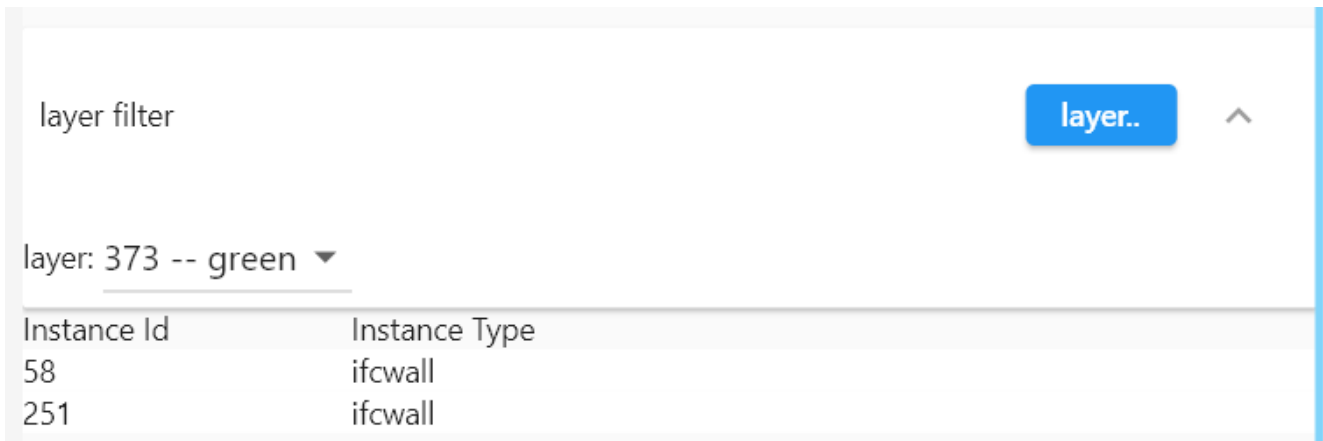 layer filter layer..
layer: 373 -- green
Instance Id Instance Type
58 ifcwall
251 ifcwall